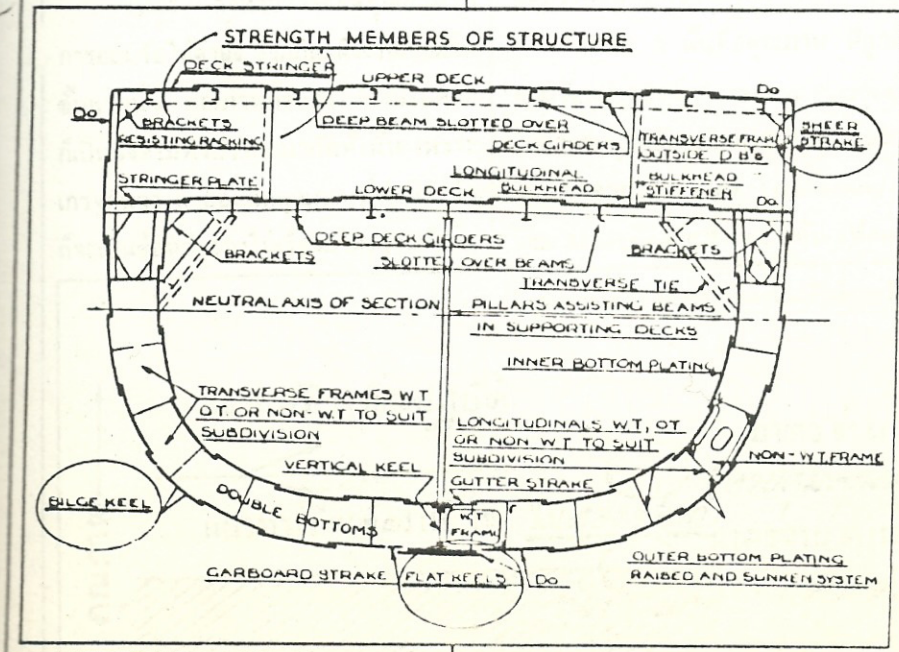 STRENGTH MEMBERS OF STRUCTURE
DECK STRINGER
UPPER DECK
Do
Do
BRACKETS
RESISTING RACKING
DEEP BEAM SLOTTED OVER
DECK GIRDERS
TRANSVERSE FRAME
OUTSIDE D B's
SHEER
STRAKE
STRINGER PLATE
LOWER DECK
LONGITUDINAL
BULKHEAD
BULKHEAD
STIFFENER
Do
DEEP DECK GIRDERS
BRACKETS
SLOTTED OVER BEAMS
BRACKETS
TRANSVERSE TIE
NEUTRAL AXIS OF SECTION
PILLARS ASSISTING BEAMS
IN SUPPORTING DECKS
INNER BOTTOM PLATING
TRANSVERSE FRAMES W.T
O.T. OR NON-W.T TO SUIT
SUBDIVISION
LONGITUDINALS W.T, OT
OR NON W.T TO SUIT
SUBDIVISION
NON-W.T. FRAME
VERTICAL KEEL
GUTTER STRAKE
BILGE KEEL
DOUBLE BOTTOMS
W.T
FRAME
OUTER BOTTOM PLATING
RAISED AND SUNKEN SYSTEM
GARBOARD STRAKE
FLAT KEELS
Do